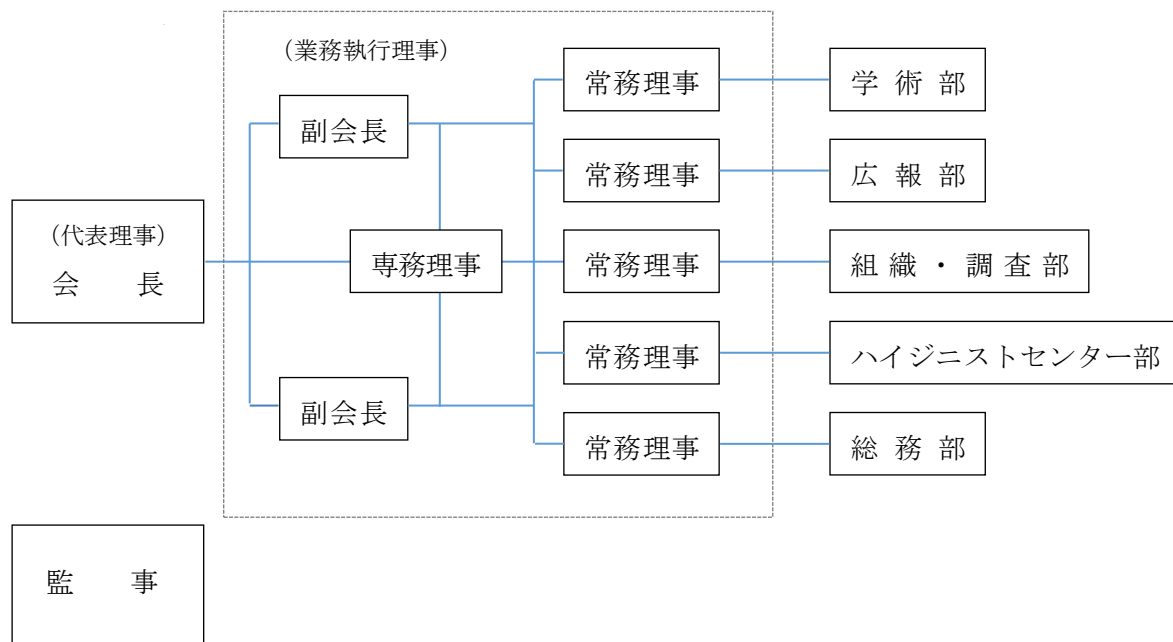 （業務執行理事）
常務理事
学 術 部
副会長
常務理事
広 報 部
（代表理事）
会　　長
専務理事
常務理事
組 織 ・ 調 査 部
常務理事
ハイジニストセンター部
副会長
常務理事
総 務 部
監　　事